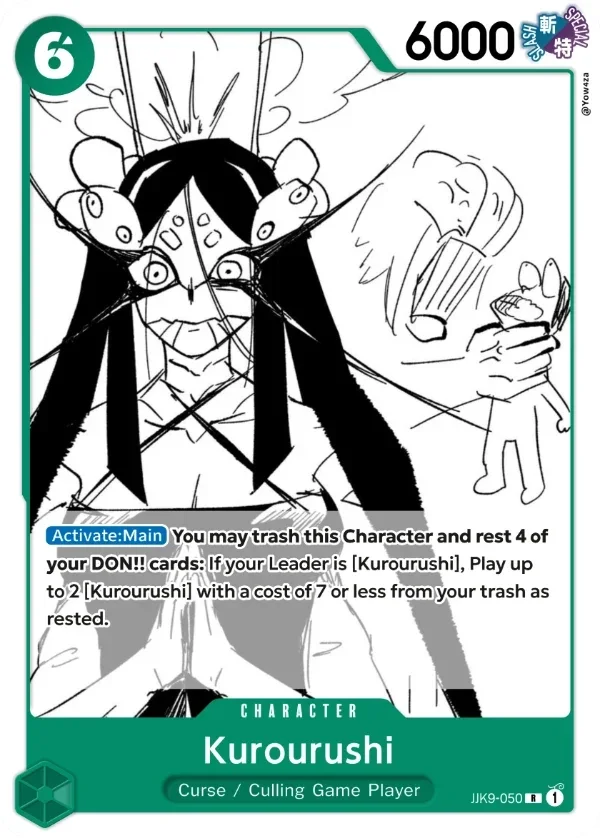 6
6000
斬
特
SLASH
SPECIAL
@Yow4za
Activate:Main You may trash this Character and rest 4 of
your DON!! cards: If your Leader is [Kurourushi], Play up
to 2 [Kurourushi] with a cost of 7 or less from your trash as
rested.
CHARACTER
Kurourushi
Curse / Culling Game Player
JJK9-050 R 1